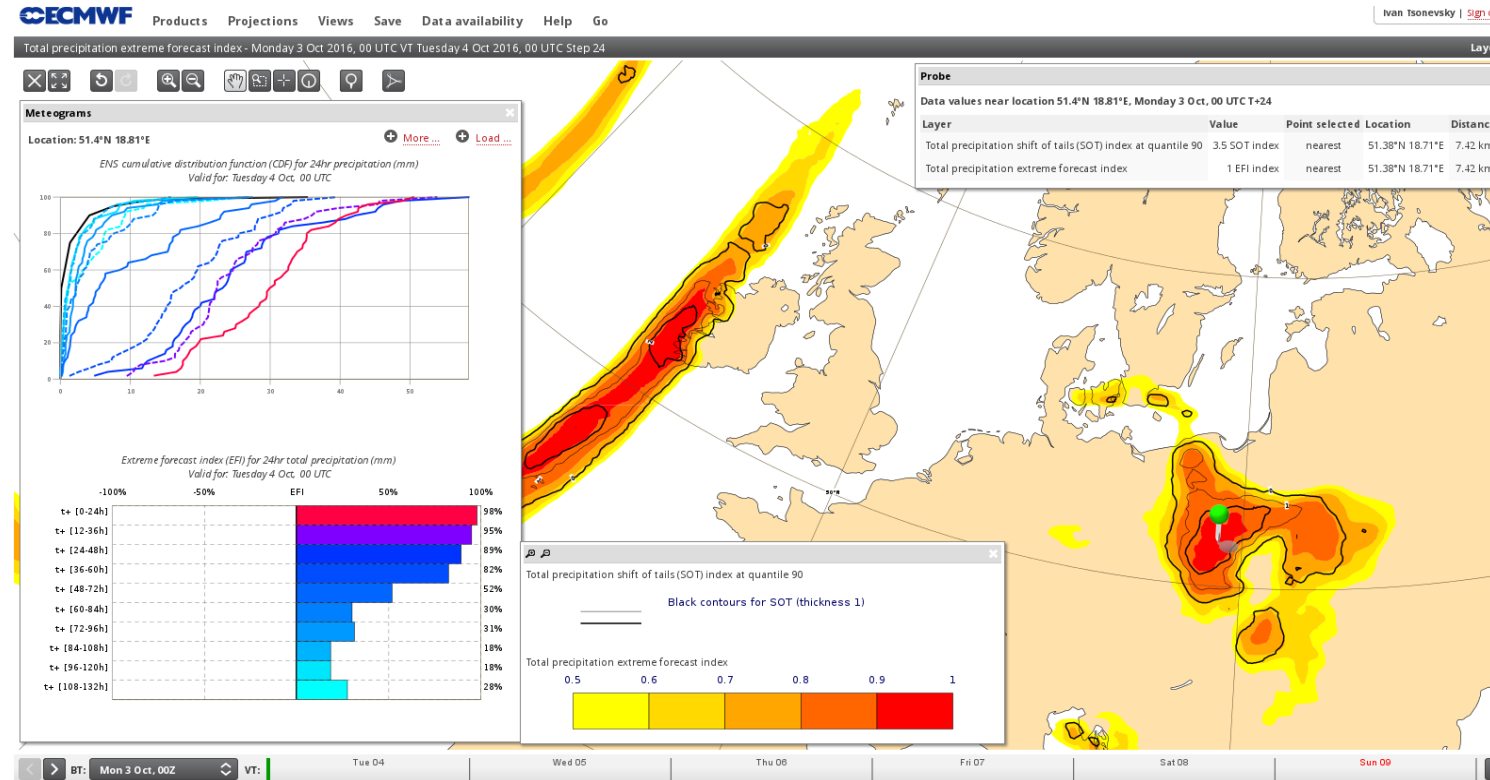 ECMWF Products Projections Views Save Data availability Help Go
Ivan Tsonevsky | Sign
Total precipitation extreme forecast index - Monday 3 Oct 2016, 00 UTC VT Tuesday 4 Oct 2016, 00 UTC Step 24
Meteograms
Location: 51.4°N 18.81°E More ... Load ...
ENS cumulative distribution function (CDF) for 24hr precipitation (mm)
Valid for: Tuesday 4 Oct, 00 UTC
100
80
60
40
20
0
0 10 20 30 40 50
Extreme forecast index (EFI) for 24hr total precipitation (mm)
Valid for: Tuesday 4 Oct, 00 UTC
-100% -50% EFI 50% 100%
t+ [0-24h] 98%
t+ [12-36h] 95%
t+ [24-48h] 89%
t+ [36-60h] 82%
t+ [48-72h] 52%
t+ [60-84h] 30%
t+ [72-96h] 31%
t+ [84-108h] 18%
t+ [96-120h] 18%
t+ [108-132h] 28%
Probe
Data values near location 51.4°N 18.81°E, Monday 3 Oct, 00 UTC T+24
Layer Value Point selected Location Distanc
Total precipitation shift of tails (SOT) index at quantile 90 3.5 SOT index nearest 51.38°N 18.71°E 7.42 km
Total precipitation extreme forecast index 1 EFI index nearest 51.38°N 18.71°E 7.42 km
50°N
Total precipitation shift of tails (SOT) index at quantile 90
Black contours for SOT (thickness 1)
Total precipitation extreme forecast index
0.5 0.6 0.7 0.8 0.9 1
BT: Mon 3 Oct, 00Z VT: Tue 04 Wed 05 Thu 06 Fri 07 Sat 08 Sun 09